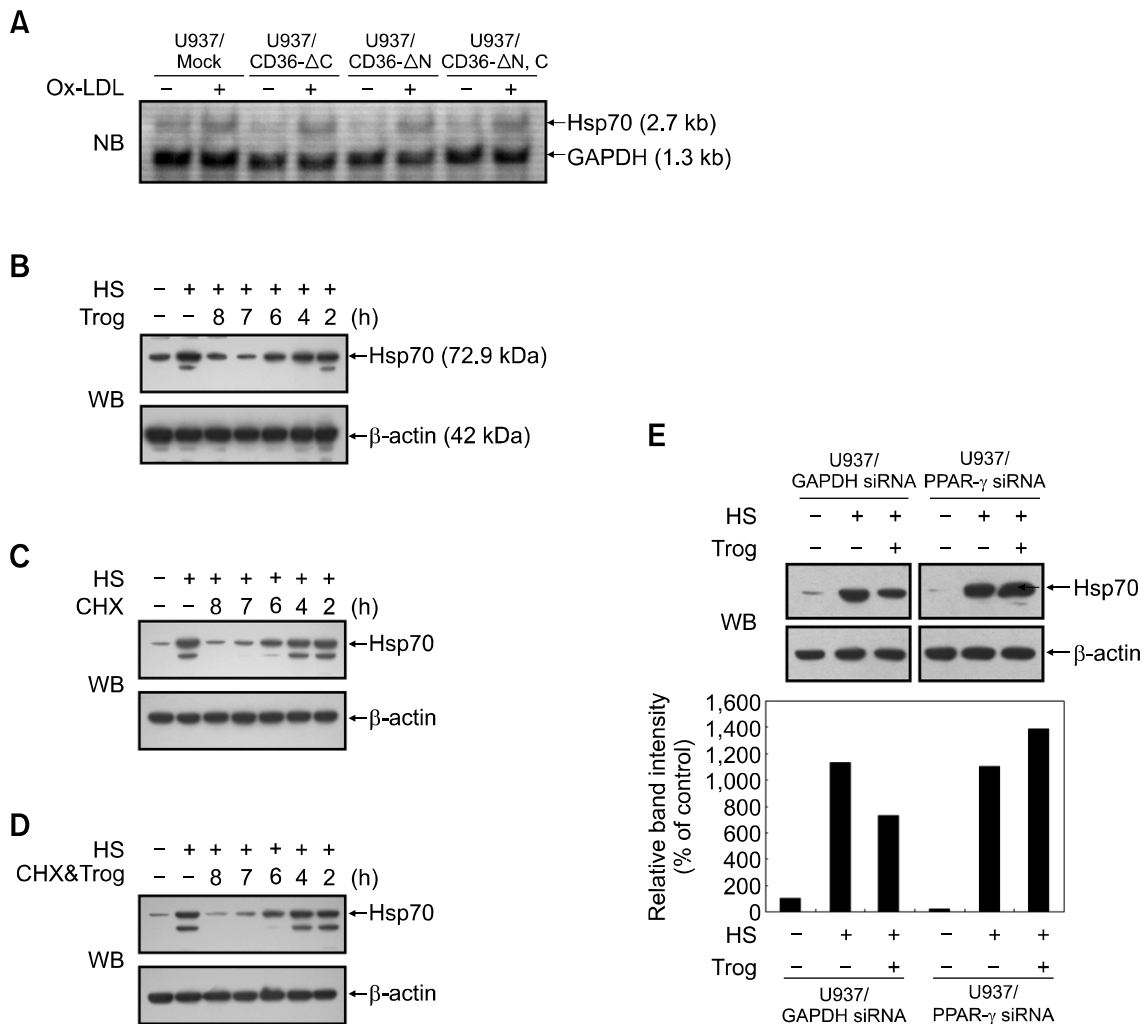 A
U937/ U937/ U937/ U937/
Mock CD36-ΔC CD36-ΔN CD36-ΔN, C
Ox-LDL − + − + − + − +
NB
Hsp70 (2.7 kb)
GAPDH (1.3 kb)
B
HS − + + + + + +
Trog − − 8 7 6 4 2 (h)
Hsp70 (72.9 kDa)
WB
β-actin (42 kDa)
C
HS − + + + + + +
CHX − − 8 7 6 4 2 (h)
Hsp70
WB
β-actin
D
HS − + + + + + +
CHX&Trog − − 8 7 6 4 2 (h)
Hsp70
WB
β-actin
E
U937/ U937/
GAPDH siRNA PPAR-γ siRNA
HS − + + − + +
Trog − − + − − +
Hsp70
WB
β-actin
Relative band intensity
(% of control)
1,600
1,400
1,200
1,000
800
600
400
200
0
HS − + + − + +
Trog − − + − − +
U937/ U937/
GAPDH siRNA PPAR-γ siRNA